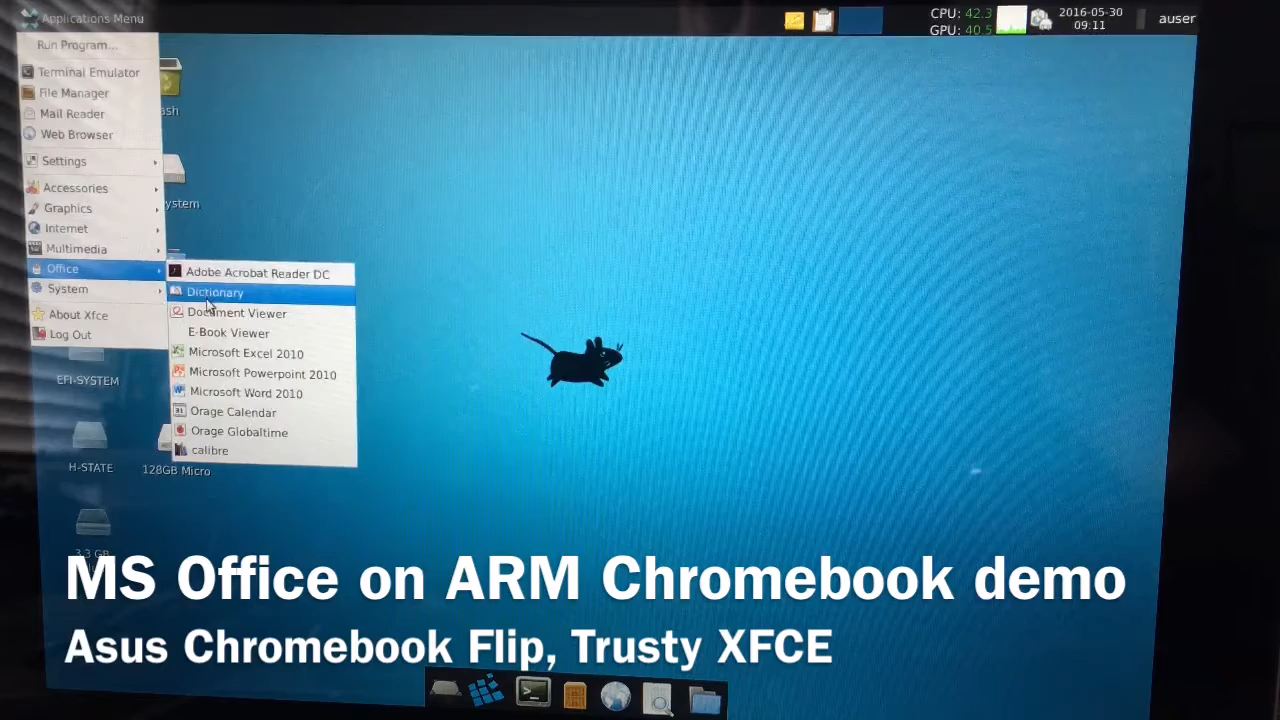 Applications Menu
CPU: 42.3
GPU: 40.5
2016-05-30
09:11
auser
Run Program...
Terminal Emulator
File Manager
Mail Reader
Web Browser
Settings
Accessories
Graphics
Internet
Multimedia
Office
System
About Xfce
Log Out
ash
ystem
Adobe Acrobat Reader DC
Dictionary
Document Viewer
E-Book Viewer
Microsoft Excel 2010
Microsoft Powerpoint 2010
Microsoft Word 2010
Orage Calendar
Orage Globaltime
calibre
EFI-SYSTEM
H-STATE
128GB Micro
3.3 GB
MS Office on ARM Chromebook demo
Asus Chromebook Flip, Trusty XFCE